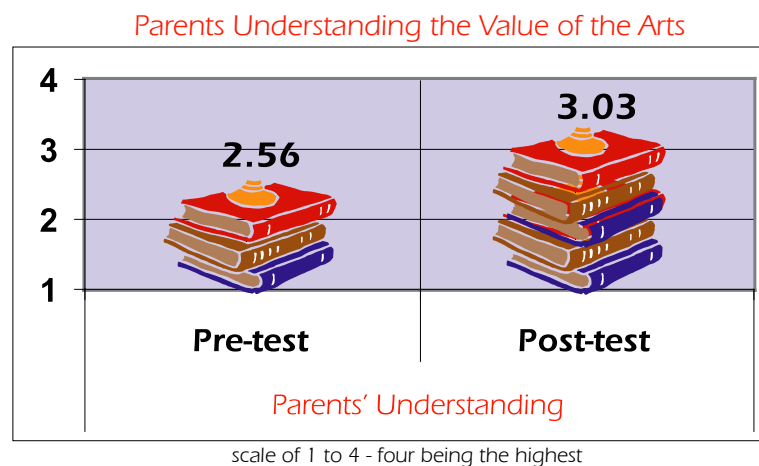 Parents Understanding the Value of the Arts
4
3.03
3
2.56
2
1
Pre-test
Post-test
Parents' Understanding
scale of 1 to 4 - four being the highest